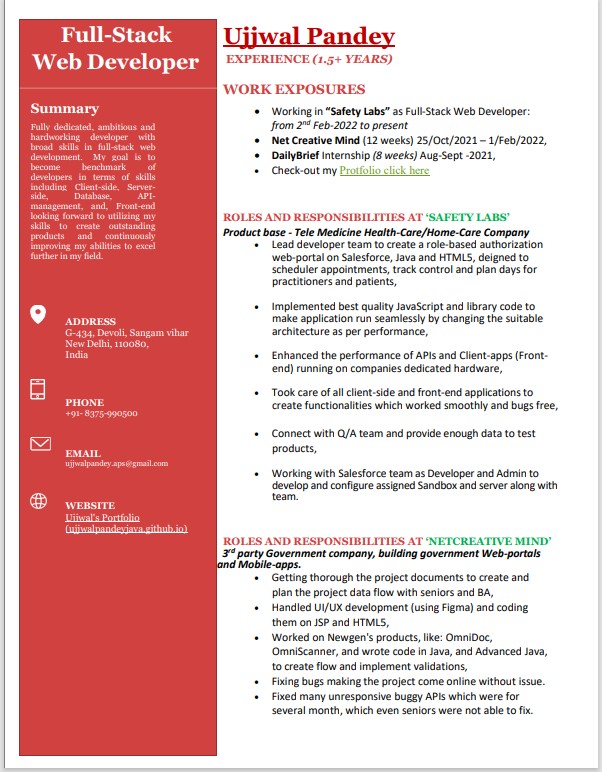 Full-Stack
Web Developer
Summary
Fully dedicated, ambitious and
hardworking developer with
broad skills in full-stack web
development. My goal is to
become benchmark of
developers in terms of skills
including Client-side, Server-
side, Database, API-
management, and, Front-end
looking forward to utilizing my
skills to create outstanding
products and continuously
improving my abilities to excel
further in my field.
ADDRESS
G-434, Devoli, Sangam vihar
New Delhi, 110080,
India
PHONE
+91- 8375-990500
EMAIL
ujjwalpandey.aps@gmail.com
WEBSITE
Ujjwal's Portfolio
(ujjwalpandeyjava.github.io)
Ujjwal Pandey
EXPERIENCE (1.5+ YEARS)
WORK EXPOSURES
• Working in “Safety Labs” as Full-Stack Web Developer:
from 2nd Feb-2022 to present
• Net Creative Mind (12 weeks) 25/Oct/2021 – 1/Feb/2022,
• DailyBrief Internship (8 weeks) Aug-Sept -2021,
• Check-out my Protfolio click here
ROLES AND RESPONSIBILITIES AT ‘SAFETY LABS’
Product base - Tele Medicine Health-Care/Home-Care Company
• Lead developer team to create a role-based authorization
web-portal on Salesforce, Java and HTML5, deigned to
scheduler appointments, track control and plan days for
practitioners and patients,
• Implemented best quality JavaScript and library code to
make application run seamlessly by changing the suitable
architecture as per performance,
• Enhanced the performance of APIs and Client-apps (Front-
end) running on companies dedicated hardware,
• Took care of all client-side and front-end applications to
create functionalities which worked smoothly and bugs free,
• Connect with Q/A team and provide enough data to test
products,
• Working with Salesforce team as Developer and Admin to
develop and configure assigned Sandbox and server along with
team.
ROLES AND RESPONSIBILITIES AT ‘NETCREATIVE MIND’
3rd party Government company, building government Web-portals
and Mobile-apps.
• Getting thorough the project documents to create and
plan the project data flow with seniors and BA,
• Handled UI/UX development (using Figma) and coding
them on JSP and HTML5,
• Worked on Newgen's products, like: OmniDoc,
OmniScanner, and wrote code in Java, and Advanced Java,
to create flow and implement validations,
• Fixing bugs making the project come online without issue.
• Fixed many unresponsive buggy APIs which were for
several month, which even seniors were not able to fix.